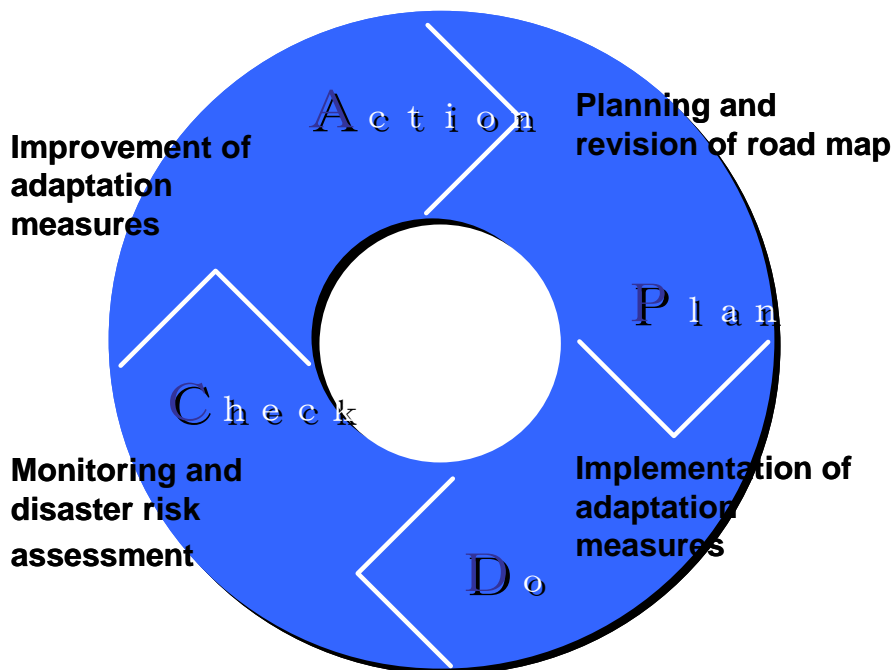 Action
Planning and
revision of road map
Improvement of
adaptation
measures
Plan
Check
Monitoring and
disaster risk
assessment
Implementation of
adaptation
measures
Do